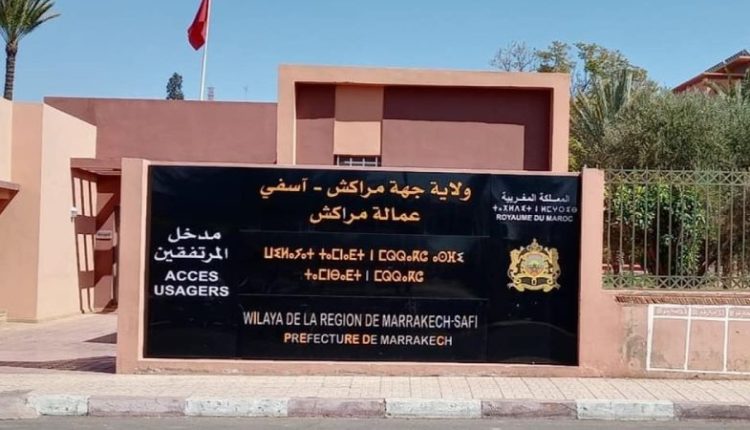 ولاية جهة مراكش - آسفي
عمالة مراكش
المملكة المغربية
ⵜⴰⴳⵍⴷⵉⵜ ⵏ ⵍⵎⵖⵔⵉⴱ
ROYAUME DU MAROC
مدخل
المرتفقين
ACCES
USAGERS
WILAYA DE LA REGION DE MARRAKECH-SAFI
PREFECTURE DE MARRAKECH